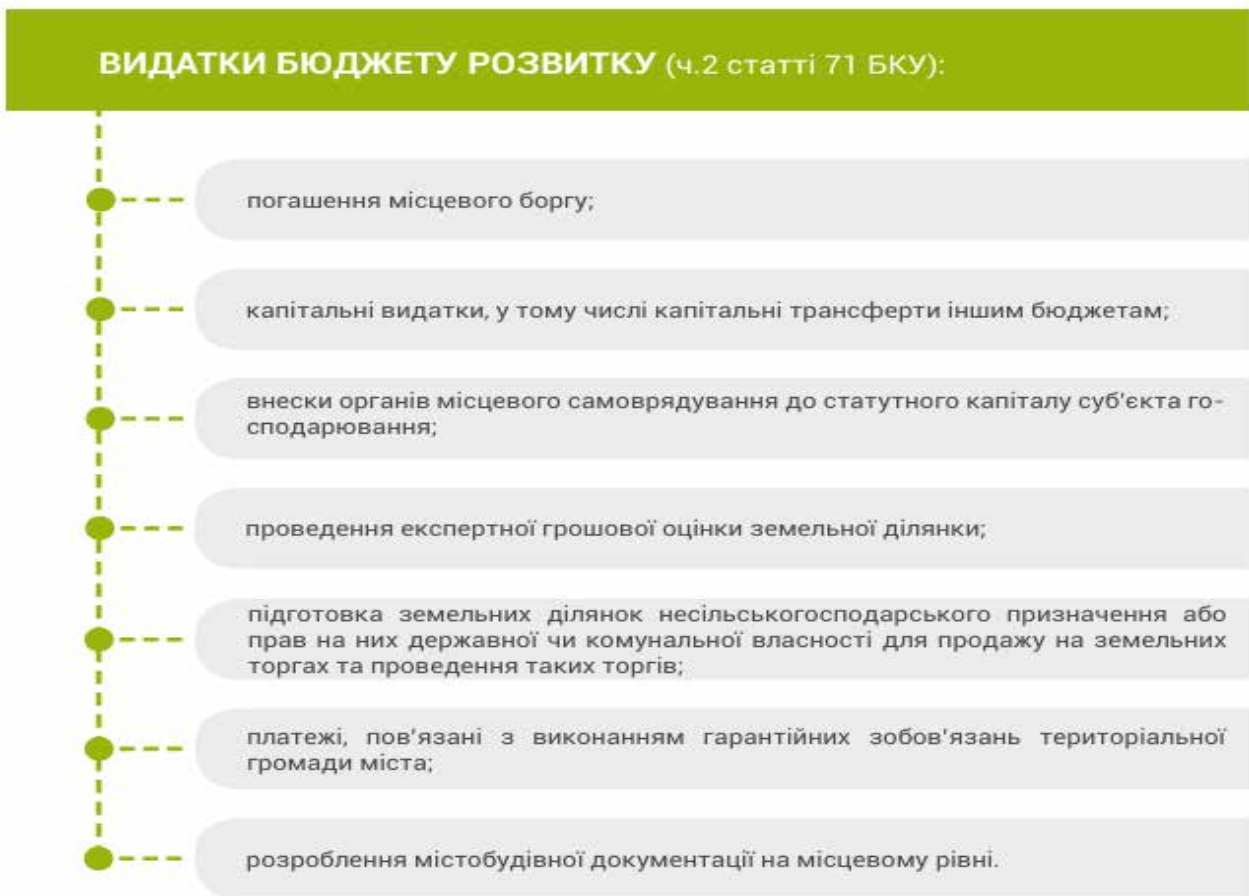 ВИДАТКИ БЮДЖЕТУ РОЗВИТКУ (ч.2 статті 71 БКУ):
погашення місцевого боргу;
капітальні видатки, у тому числі капітальні трансферти іншим бюджетам;
внески органів місцевого самоврядування до статутного капіталу суб'єкта го-
сподарювання;
проведення експертної грошової оцінки земельної ділянки;
підготовка земельних ділянок несільськогосподарського призначення або
прав на них державної чи комунальної власності для продажу на земельних
торгах та проведення таких торгів;
платежі, пов'язані з виконанням гарантійних зобов'язань територіальної
громади міста;
розроблення містобудівної документації на місцевому рівні.